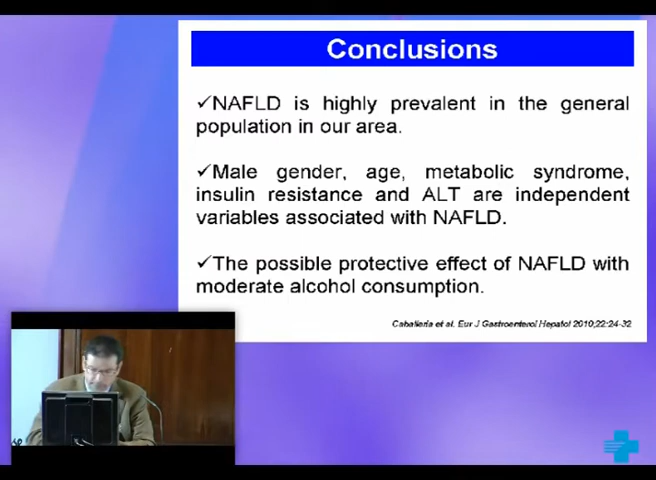 Conclusions
✓NAFLD is highly prevalent in the general
population in our area.
✓Male gender, age, metabolic syndrome,
insulin resistance and ALT are independent
variables associated with NAFLD.
✓The possible protective effect of NAFLD with
moderate alcohol consumption.
Caballeria et al. Eur J Gastroenterol Hepatol 2010;22:24-32